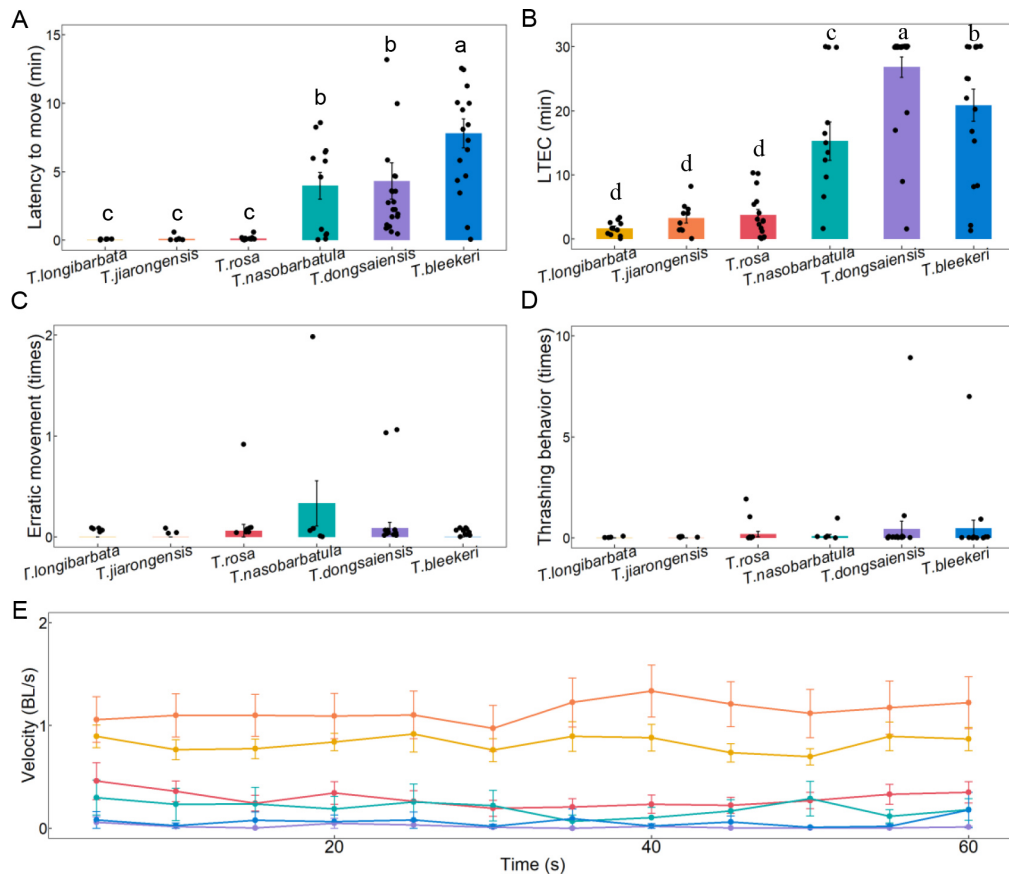 A
Latency to move (min)
15
10
5
0
c
c
c
b
b
a
T.longibarbata
T.jiarongensis
T.rosa
T.nasobarbatula
T.dongsaiensis
T.bleekeri
B
LTEC (min)
30
20
10
0
d
d
d
c
a
b
T.longibarbata
T.jiarongensis
T.rosa
T.nasobarbatula
T.dongsaiensis
T.bleekeri
C
Erratic movement (times)
2
1
0
T.longibarbata
T.jiarongensis
T.rosa
T.nasobarbatula
T.dongsaiensis
T.bleekeri
D
Thrashing behavior (times)
10
5
0
T.longibarbata
T.jiarongensis
T.rosa
T.nasobarbatula
T.dongsaiensis
T.bleekeri
E
Velocity (BL/s)
2
1
0
20
40
60
Time (s)